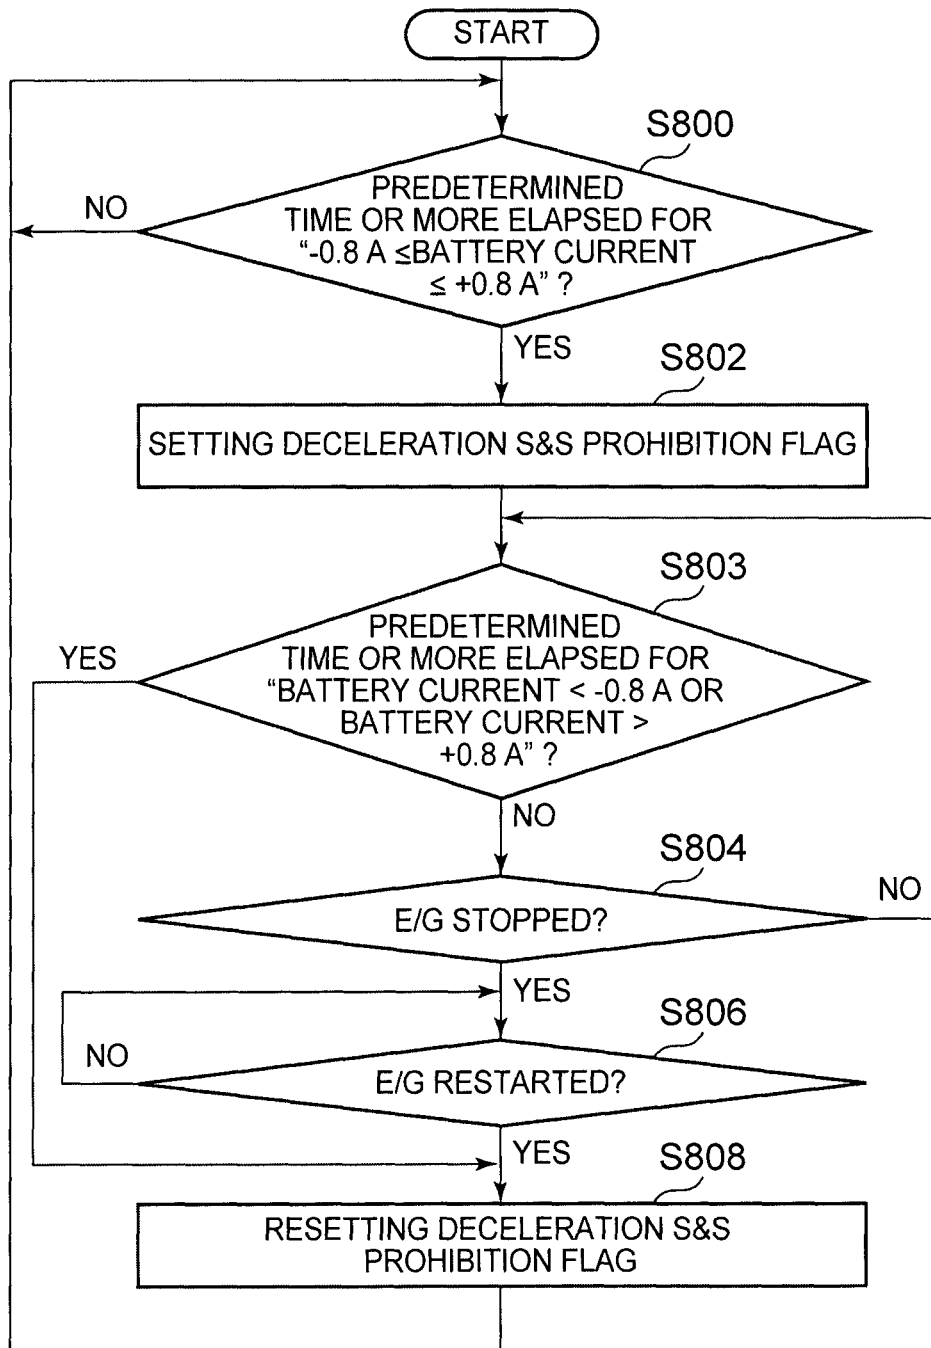 START
S800
PREDETERMINED
TIME OR MORE ELAPSED FOR
“-0.8 A ≤BATTERY CURRENT
≤ +0.8 A” ?
NO
YES
S802
SETTING DECELERATION S&S PROHIBITION FLAG
S803
PREDETERMINED
TIME OR MORE ELAPSED FOR
“BATTERY CURRENT < -0.8 A OR
BATTERY CURRENT >
+0.8 A” ?
YES
NO
S804
E/G STOPPED?
NO
YES
S806
E/G RESTARTED?
NO
YES
S808
RESETTING DECELERATION S&S
PROHIBITION FLAG